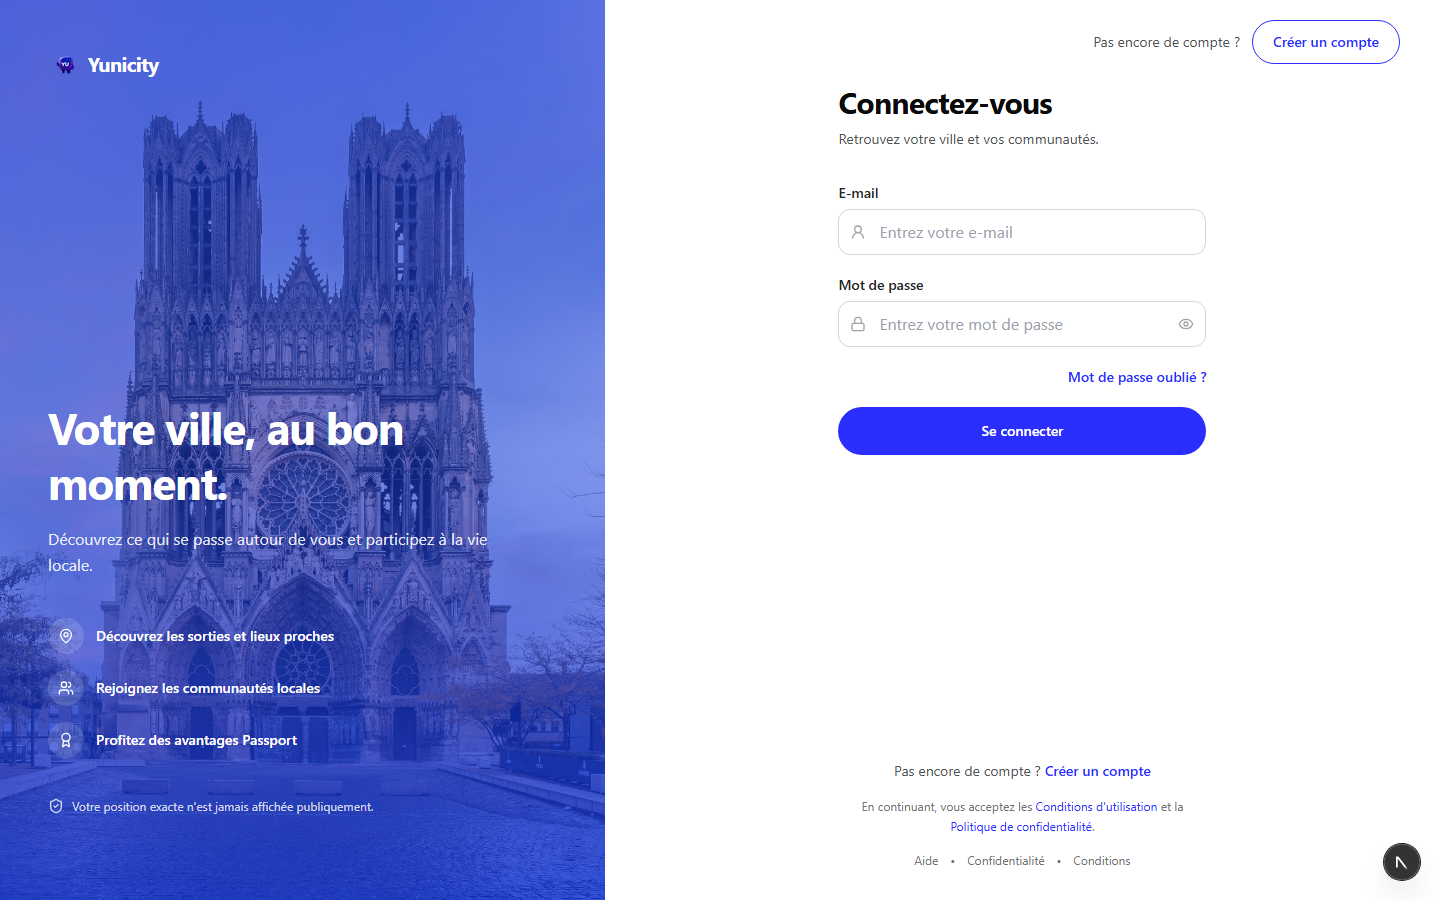 YU
Yunicity
Votre ville, au bon
moment.
Découvrez ce qui se passe autour de vous et participez à la vie
locale.
Découvrez les sorties et lieux proches
Rejoignez les communautés locales
Profitez des avantages Passport
Votre position exacte n'est jamais affichée publiquement.
Pas encore de compte ?
Créer un compte
Connectez-vous
Retrouvez votre ville et vos communautés.
E-mail
Entrez votre e-mail
Mot de passe
Entrez votre mot de passe
Mot de passe oublié ?
Se connecter
Pas encore de compte ? Créer un compte
En continuant, vous acceptez les Conditions d'utilisation et la
Politique de confidentialité.
Aide • Confidentialité • Conditions